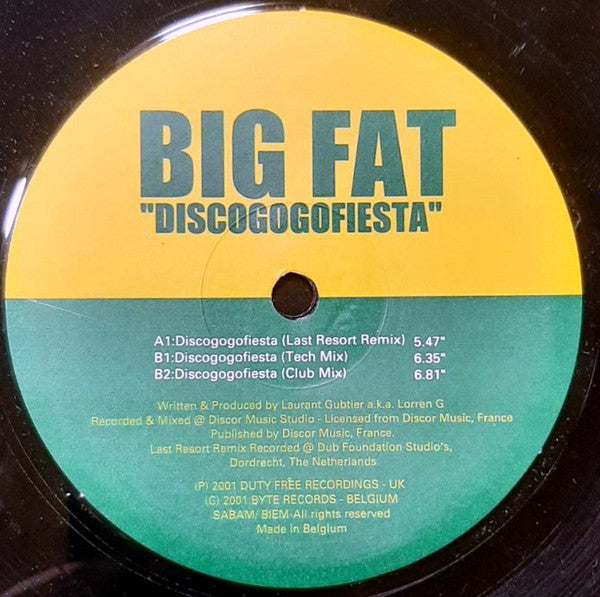 BIG FAT
"DISCOGOGOFIESTA"
A1:Discogogofiesta (Last Resort Remix) 5.47"
B1:Discogogofiesta (Tech Mix) 6.35"
B2:Discogogofiesta (Club Mix) 6.81"
Written & Produced by Laurant Gubtier a.k.a. Lorren G
Recorded & Mixed @ Discor Music Studio - Licensed from Discor Music, France
Published by Discor Music, France.
Last Resort Remix Recorded @ Dub Foundation Studio's,
Dordrecht, The Netherlands
(P) 2001 DUTY FREE RECORDINGS - UK
(C) 2001 BYTE RECORDS - BELGIUM
SABAM/ BIEM-All rights reserved
Made in Belgium